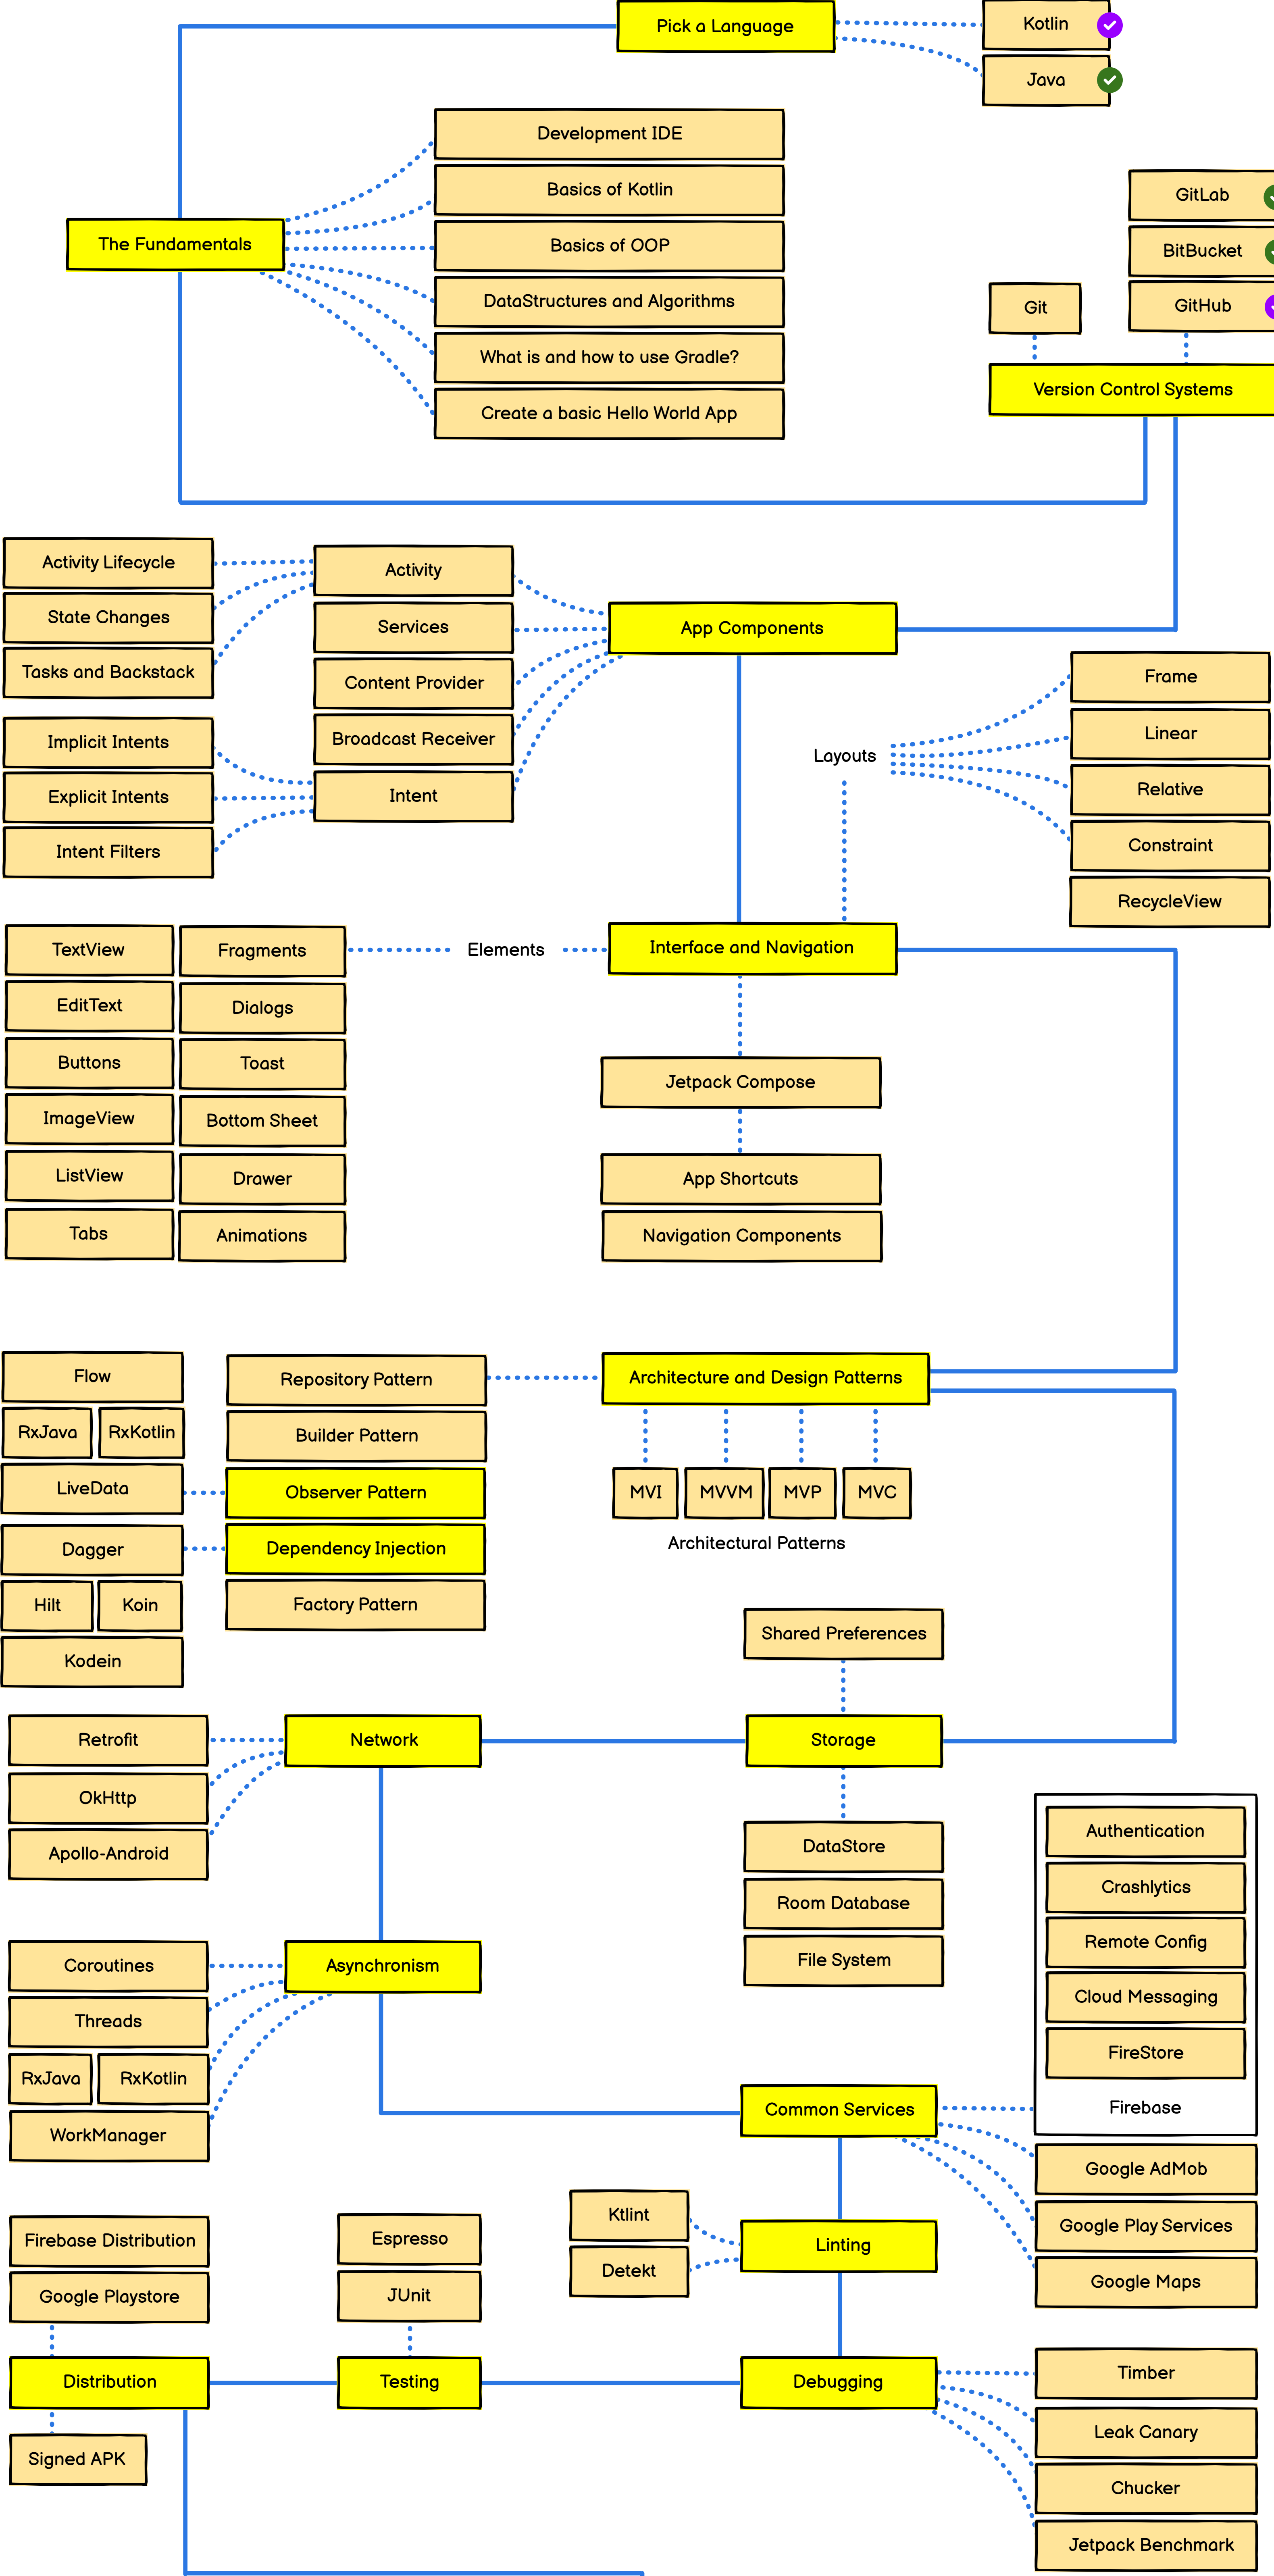 Pick a Language
Kotlin
Java
Development IDE
Basics of Kotlin
Basics of OOP
DataStructures and Algorithms
What is and how to use Gradle?
Create a basic Hello World App
The Fundamentals
GitLab
BitBucket
GitHub
Git
Version Control Systems
Activity Lifecycle
State Changes
Tasks and Backstack
Implicit Intents
Explicit Intents
Intent Filters
Activity
Services
Content Provider
Broadcast Receiver
Intent
App Components
Layouts
Frame
Linear
Relative
Constraint
RecycleView
TextView
EditText
Buttons
ImageView
ListView
Tabs
Fragments
Dialogs
Toast
Bottom Sheet
Drawer
Animations
Elements
Interface and Navigation
Jetpack Compose
App Shortcuts
Navigation Components
Flow
RxJava
RxKotlin
LiveData
Dagger
Hilt
Koin
Kodein
Repository Pattern
Builder Pattern
Observer Pattern
Dependency Injection
Factory Pattern
Architecture and Design Patterns
MVI
MVVM
MVP
MVC
Architectural Patterns
Shared Preferences
Storage
DataStore
Room Database
File System
Network
Retrofit
OkHttp
Apollo-Android
Asynchronism
Coroutines
Threads
RxJava
RxKotlin
WorkManager
Authentication
Crashlytics
Remote Config
Cloud Messaging
FireStore
Firebase
Common Services
Google AdMob
Google Play Services
Google Maps
Ktlint
Detekt
Linting
Firebase Distribution
Google Playstore
Distribution
Signed APK
Espresso
JUnit
Testing
Debugging
Timber
Leak Canary
Chucker
Jetpack Benchmark